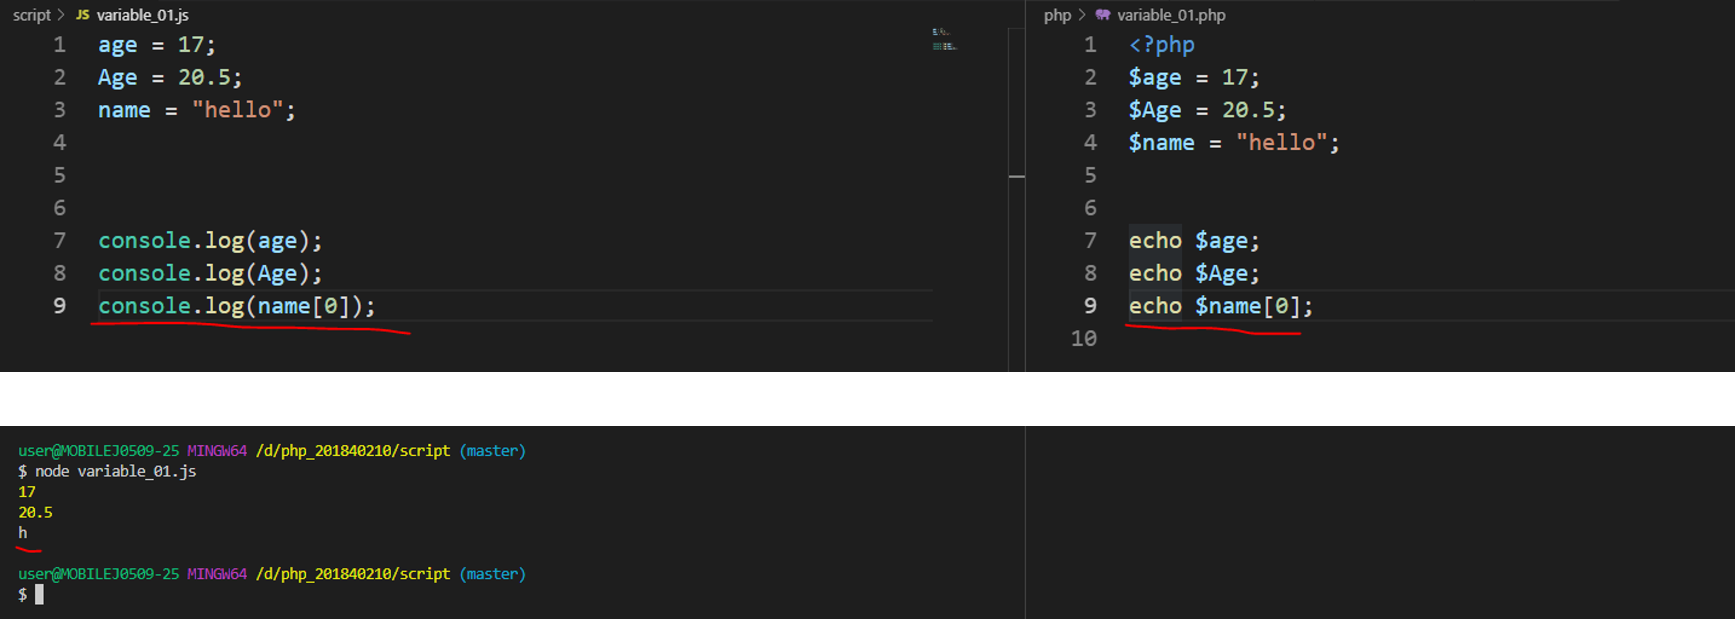 script > JS variable_01.js
1 age = 17;
2 Age = 20.5;
3 name = "hello";
4
5
6
7 console.log(age);
8 console.log(Age);
9 console.log(name[0]);
php > variable_01.php
1 <?php
2 $age = 17;
3 $Age = 20.5;
4 $name = "hello";
5
6
7 echo $age;
8 echo $Age;
9 echo $name[0];
10
user@MOBILEJ0509-25 MINGW64 /d/php_201840210/script (master)
$ node variable_01.js
17
20.5
h
user@MOBILEJ0509-25 MINGW64 /d/php_201840210/script (master)
$